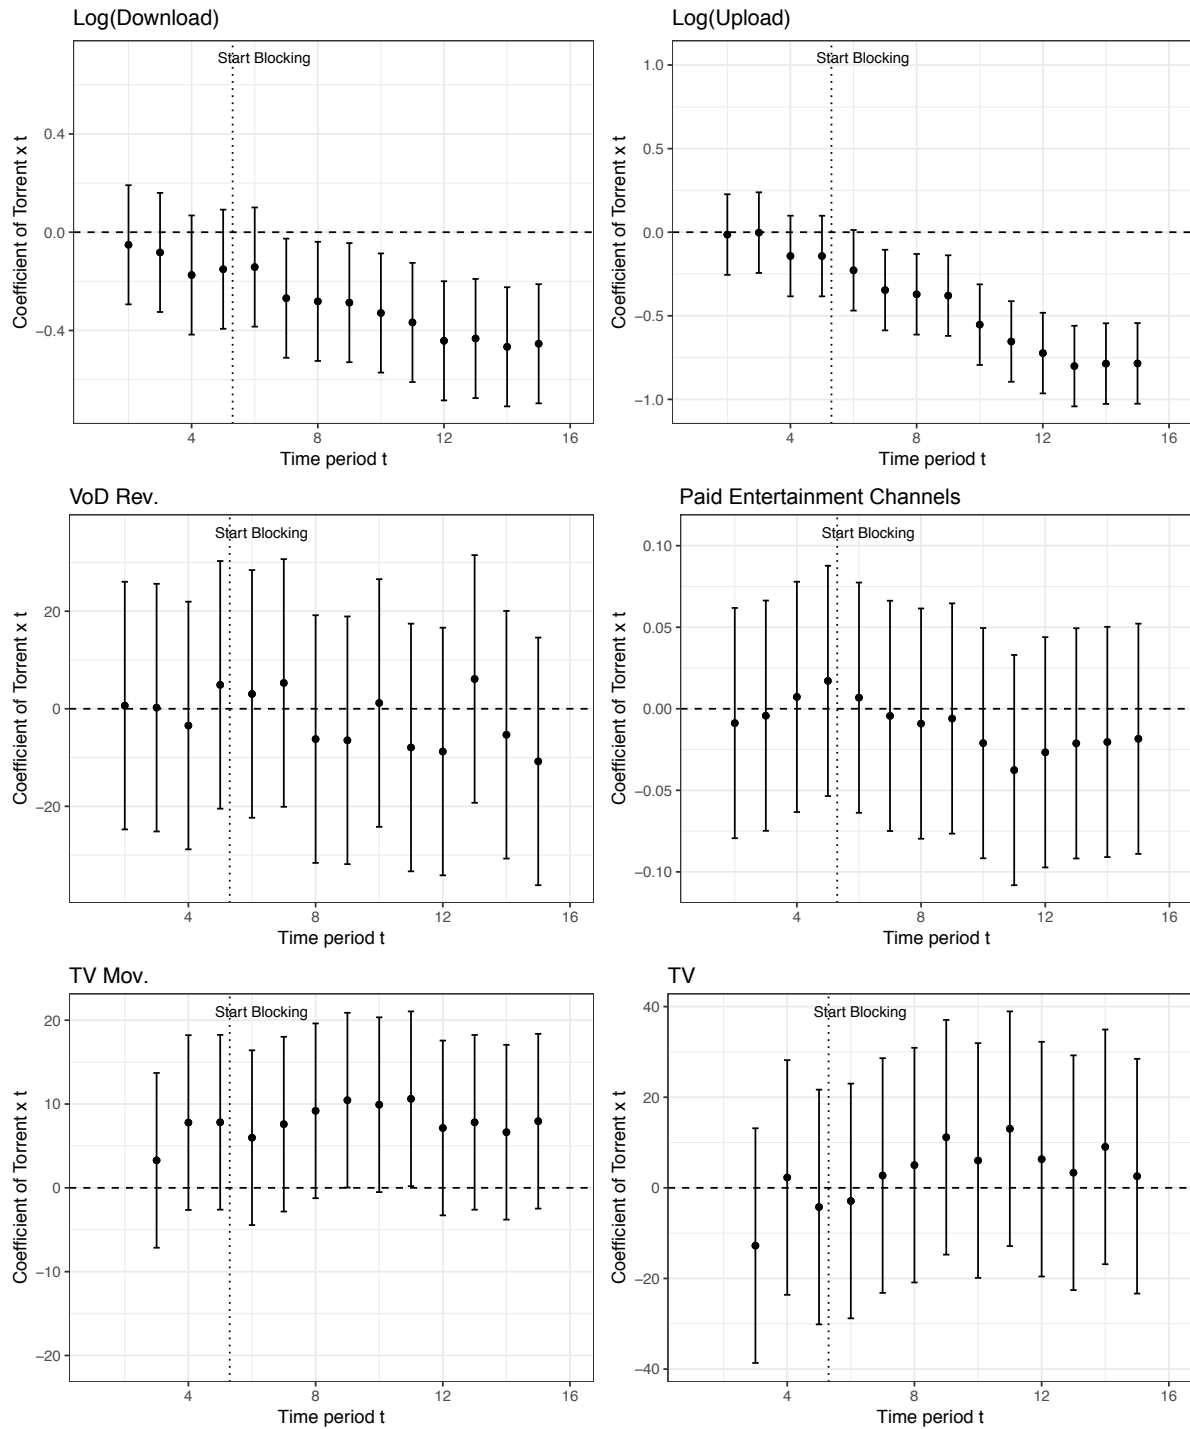 Log(Download)
Start Blocking
0.4
0.0
−0.4
Coefficient of Torrent x t
4 8 12 16
Time period t
Log(Upload)
Start Blocking
1.0
0.5
0.0
−0.5
−1.0
Coefficient of Torrent x t
4 8 12 16
Time period t
VoD Rev.
Start Blocking
20
0
−20
Coefficient of Torrent x t
4 8 12 16
Time period t
Paid Entertainment Channels
Start Blocking
0.10
0.05
0.00
−0.05
−0.10
Coefficient of Torrent x t
4 8 12 16
Time period t
TV Mov.
Start Blocking
20
10
0
−10
−20
Coefficient of Torrent x t
4 8 12 16
Time period t
TV
Start Blocking
40
20
0
−20
−40
Coefficient of Torrent x t
4 8 12 16
Time period t